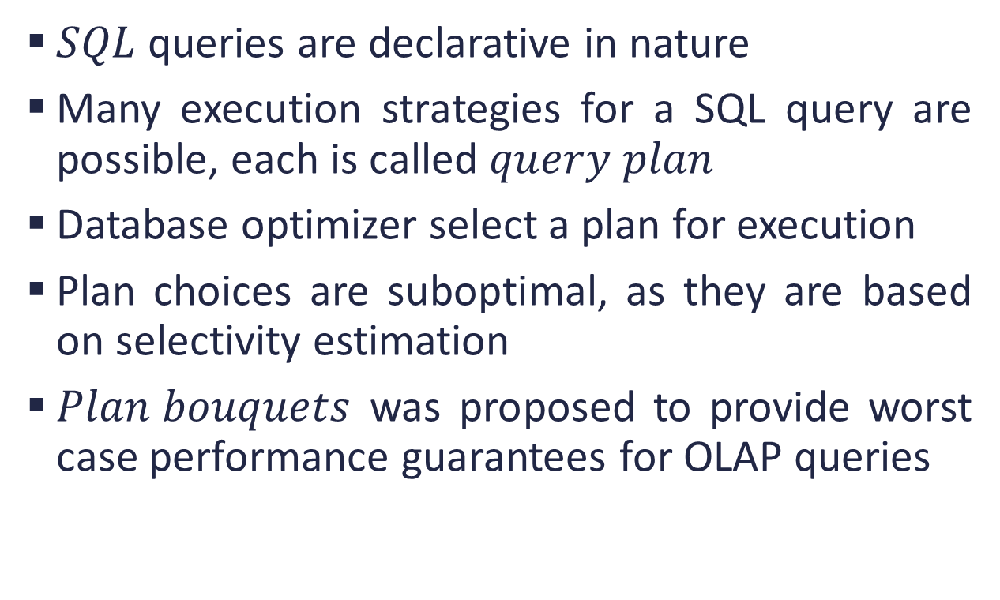 ▪ SQL queries are declarative in nature
▪ Many execution strategies for a SQL query are
possible, each is called query plan
▪ Database optimizer select a plan for execution
▪ Plan choices are suboptimal, as they are based
on selectivity estimation
▪ Plan bouquets was proposed to provide worst
case performance guarantees for OLAP queries